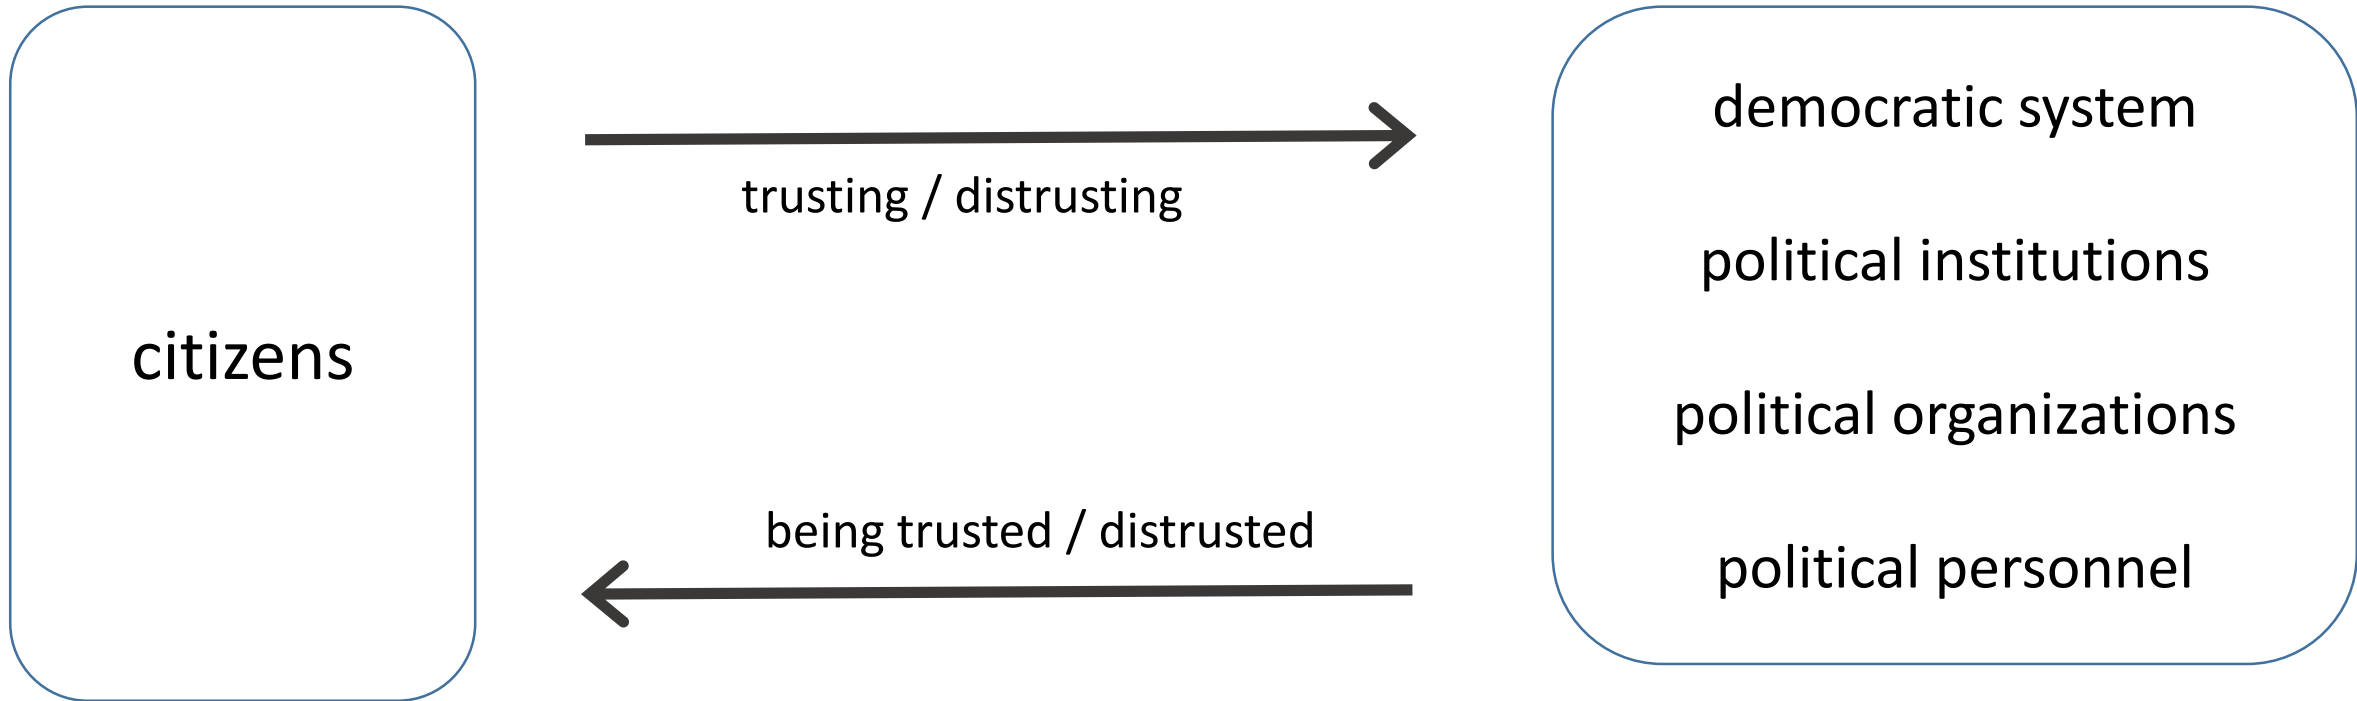 citizens
trusting / distrusting
being trusted / distrusted
democratic system
political institutions
political organizations
political personnel